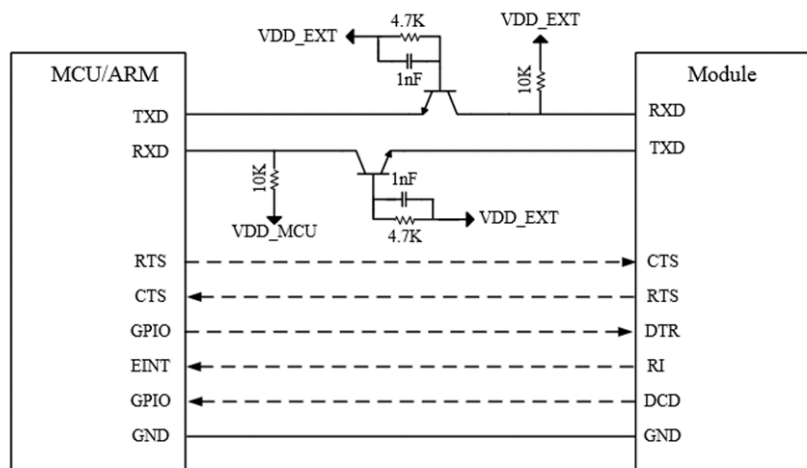 4.7K
VDD_EXT
VDD_EXT
1nF
10K
MCU/ARM
Module
TXD
RXD
RXD
TXD
10K
1nF
VDD_MCU
4.7K
VDD_EXT
RTS
CTS
CTS
RTS
GPIO
DTR
EINT
RI
GPIO
DCD
GND
GND